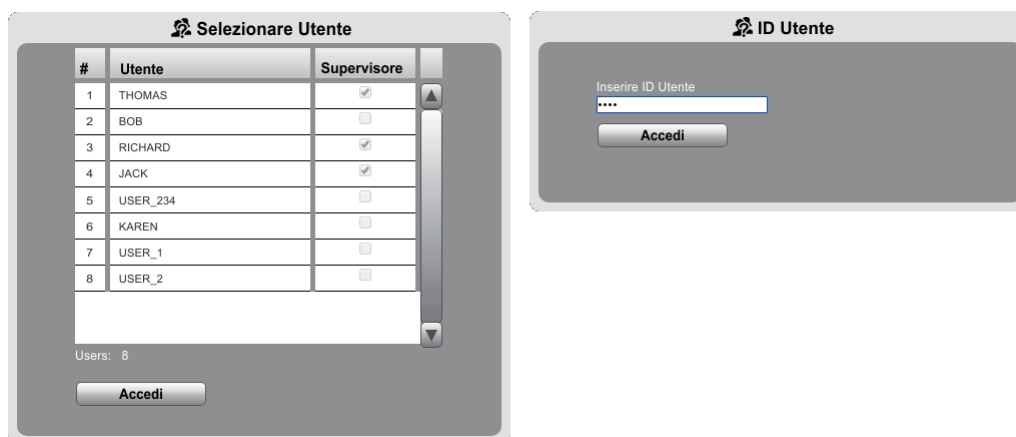 Selezionare Utente
# Utente Supervisore
1 THOMAS
2 BOB
3 RICHARD
4 JACK
5 USER_234
6 KAREN
7 USER_1
8 USER_2
Users: 8
Accedi
ID Utente
Inserire ID Utente
••••
Accedi